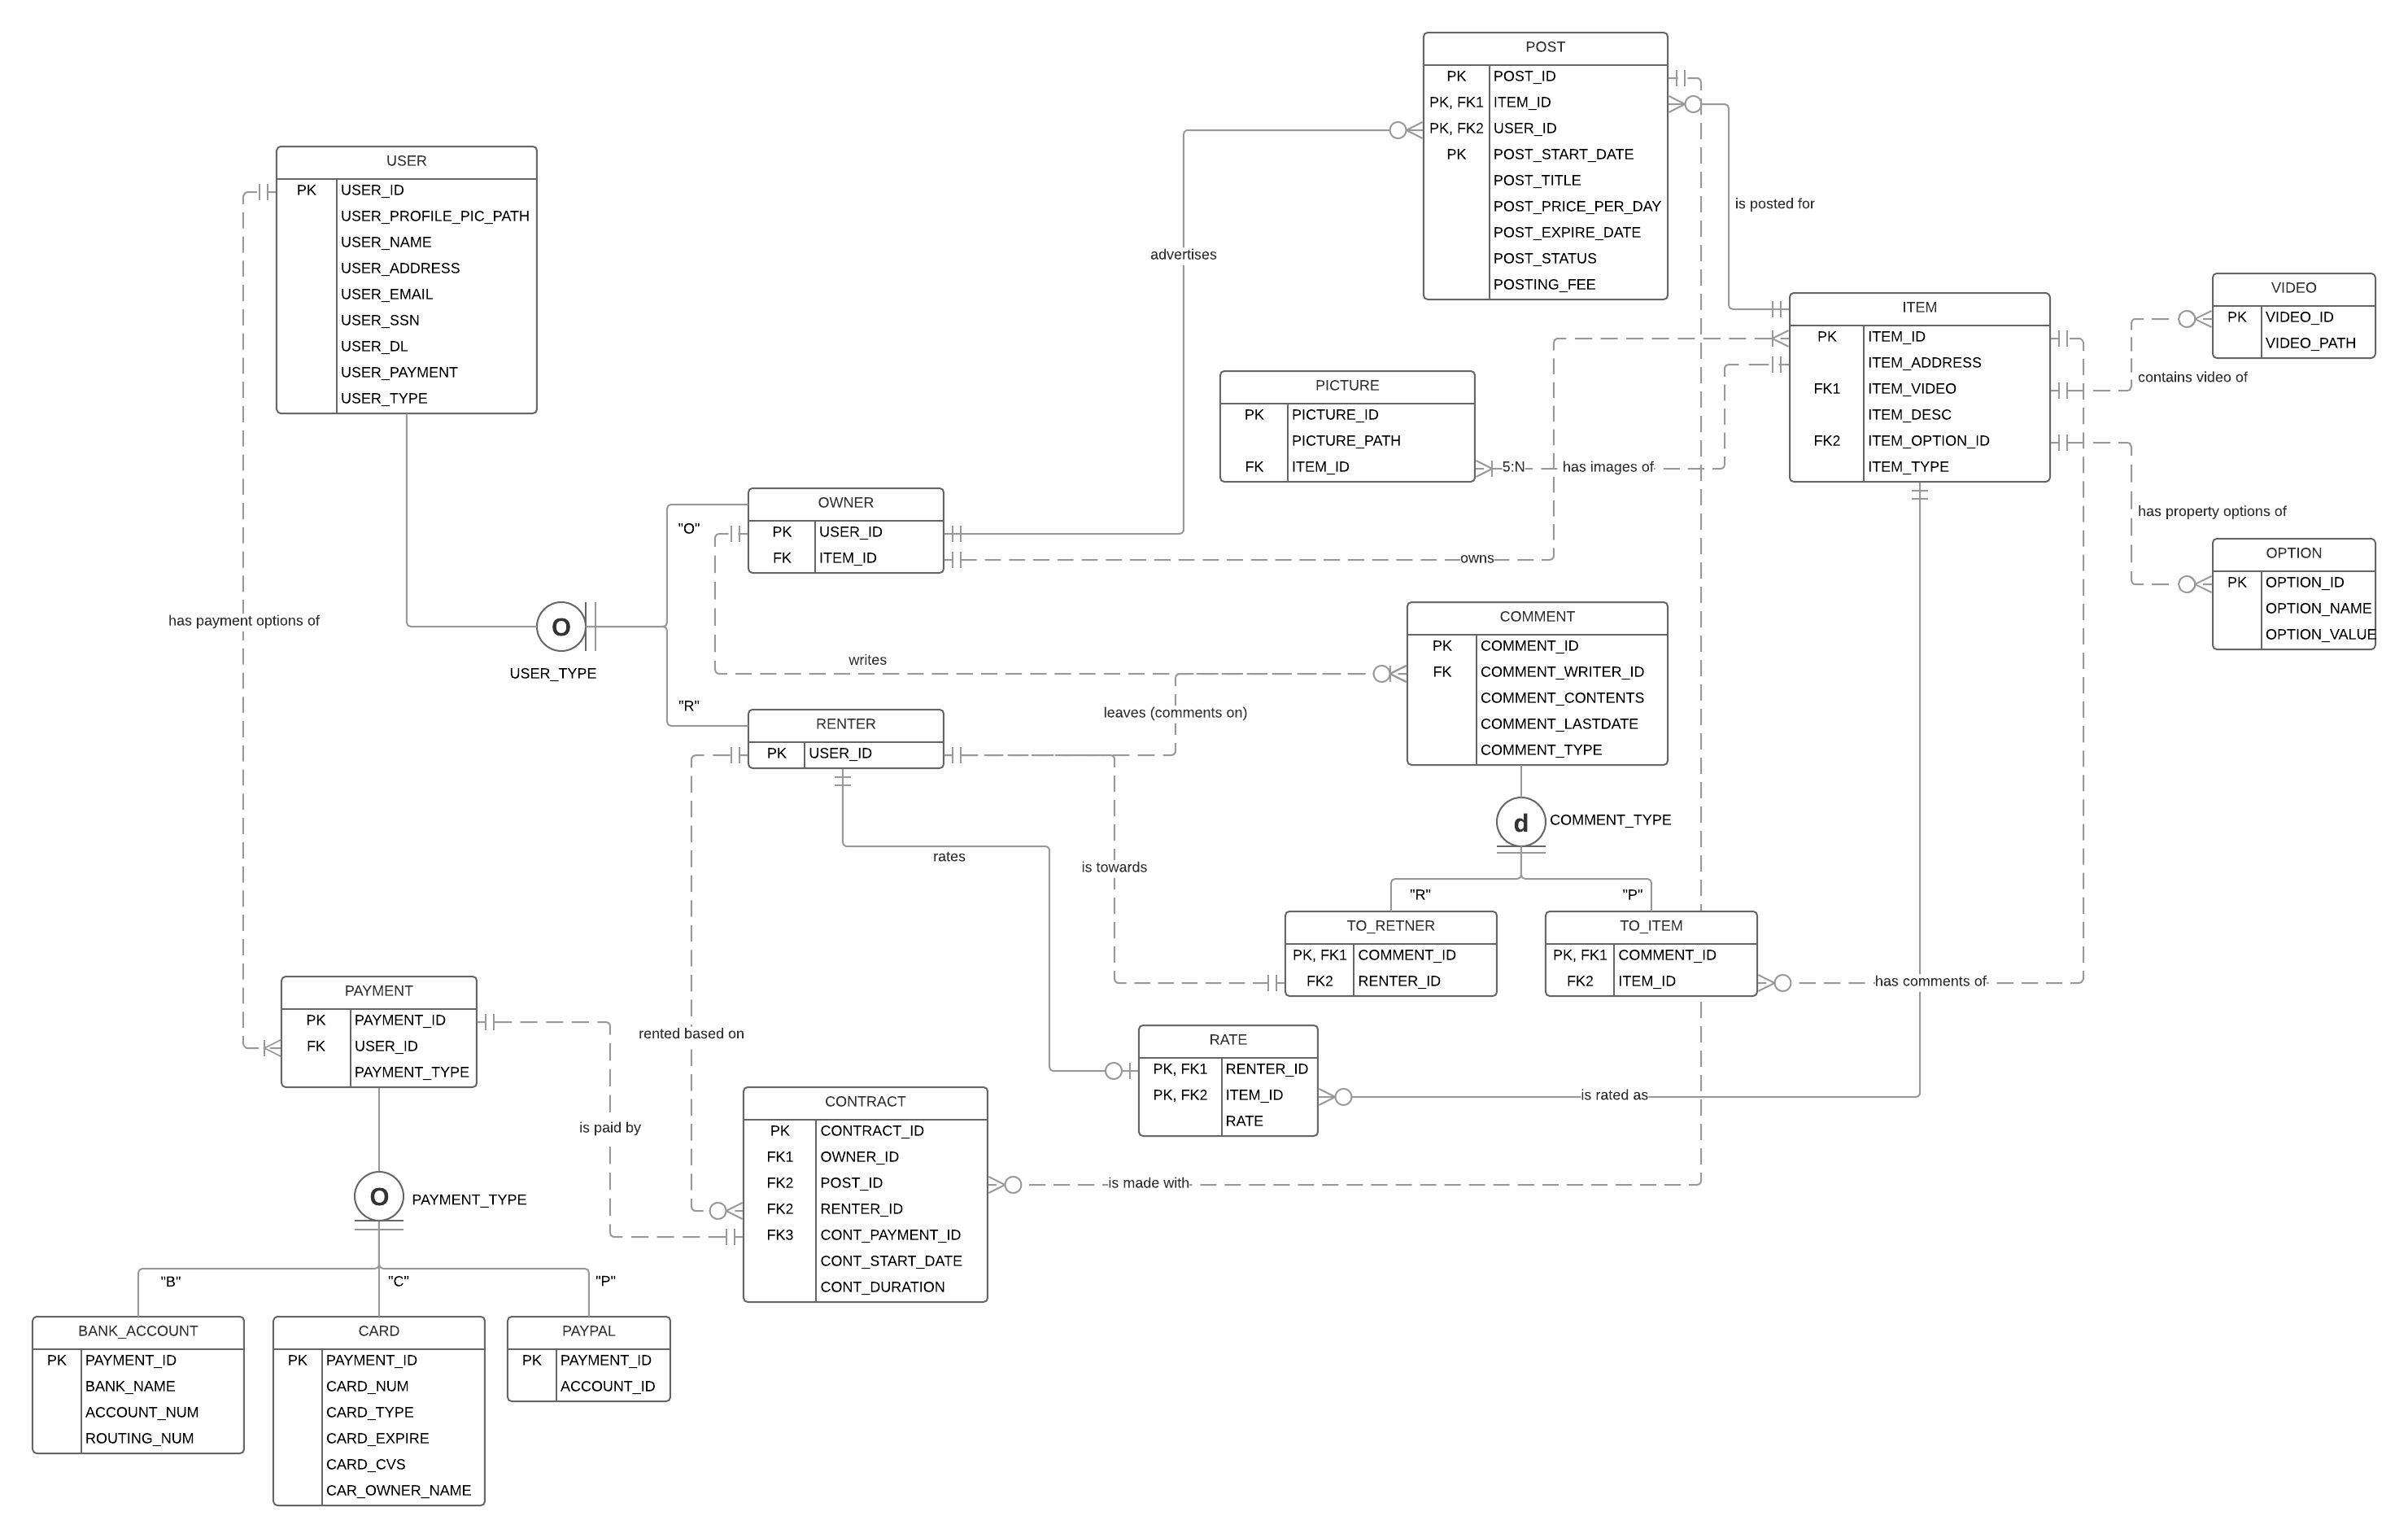 POST
PK POST_ID
PK, FK1 ITEM_ID
PK, FK2 USER_ID
PK POST_START_DATE
POST_TITLE
POST_PRICE_PER_DAY
POST_EXPIRE_DATE
POST_STATUS
POSTING_FEE
USER
PK USER_ID
USER_PROFILE_PIC_PATH
USER_NAME
USER_ADDRESS
USER_EMAIL
USER_SSN
USER_DL
USER_PAYMENT
USER_TYPE
is posted for
advertises
VIDEO
PK VIDEO_ID
VIDEO_PATH
ITEM
PK ITEM_ID
ITEM_ADDRESS
FK1 ITEM_VIDEO
ITEM_DESC
FK2 ITEM_OPTION_ID
ITEM_TYPE
contains video of
PICTURE
PK PICTURE_ID
PICTURE_PATH
FK ITEM_ID
5:N
has images of
has property options of
OWNER
PK USER_ID
FK ITEM_ID
"O"
owns
OPTION
PK OPTION_ID
OPTION_NAME
OPTION_VALUE
has payment options of
O
USER_TYPE
COMMENT
PK COMMENT_ID
FK COMMENT_WRITER_ID
COMMENT_CONTENTS
COMMENT_LASTDATE
COMMENT_TYPE
writes
"R"
leaves (comments on)
RENTER
PK USER_ID
d
COMMENT_TYPE
rates
is towards
"R"
"P"
TO_RETNER
PK, FK1 COMMENT_ID
FK2 RENTER_ID
TO_ITEM
PK, FK1 COMMENT_ID
FK2 ITEM_ID
has comments of
PAYMENT
PK PAYMENT_ID
FK USER_ID
PAYMENT_TYPE
rented based on
RATE
PK, FK1 RENTER_ID
PK, FK2 ITEM_ID
RATE
is rated as
is paid by
CONTRACT
PK CONTRACT_ID
FK1 OWNER_ID
FK2 POST_ID
FK2 RENTER_ID
FK3 CONT_PAYMENT_ID
CONT_START_DATE
CONT_DURATION
is made with
O
PAYMENT_TYPE
"B"
"C"
"P"
BANK_ACCOUNT
PK PAYMENT_ID
BANK_NAME
ACCOUNT_NUM
ROUTING_NUM
CARD
PK PAYMENT_ID
CARD_NUM
CARD_TYPE
CARD_EXPIRE
CARD_CVS
CAR_OWNER_NAME
PAYPAL
PK PAYMENT_ID
ACCOUNT_ID